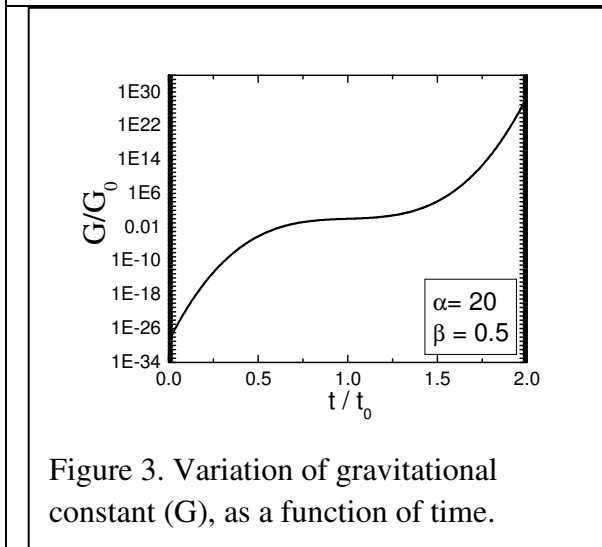 1E30
1E22
1E14
1E6
0.01
1E-10
1E-18
1E-26
1E-34
G/G0
α= 20
β = 0.5
0.0 0.5 1.0 1.5 2.0
t / t0
Figure 3. Variation of gravitational
constant (G), as a function of time.